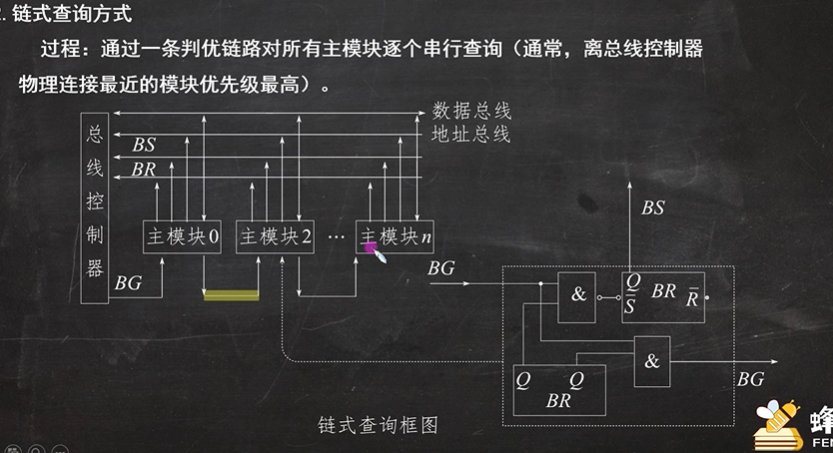 2. 链式查询方式
过程：通过一条判优链路对所有主模块逐个串行查询（通常，离总线控制器
物理连接最近的模块优先级最高）。
数据总线
地址总线
BS
BR
总线控制器
主模块0
主模块2
…
主模块n
BG
BG
BS
&
Q
S̅
BR
R̅
&
Q
Q
BR
BG
链式查询框图
FEN